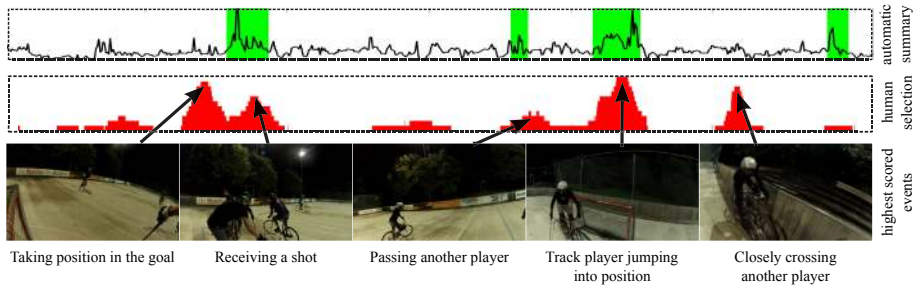 automatic
summary
human
selection
highest scored
events
Taking position in the goal
Receiving a shot
Passing another player
Track player jumping
into position
Closely crossing
another player